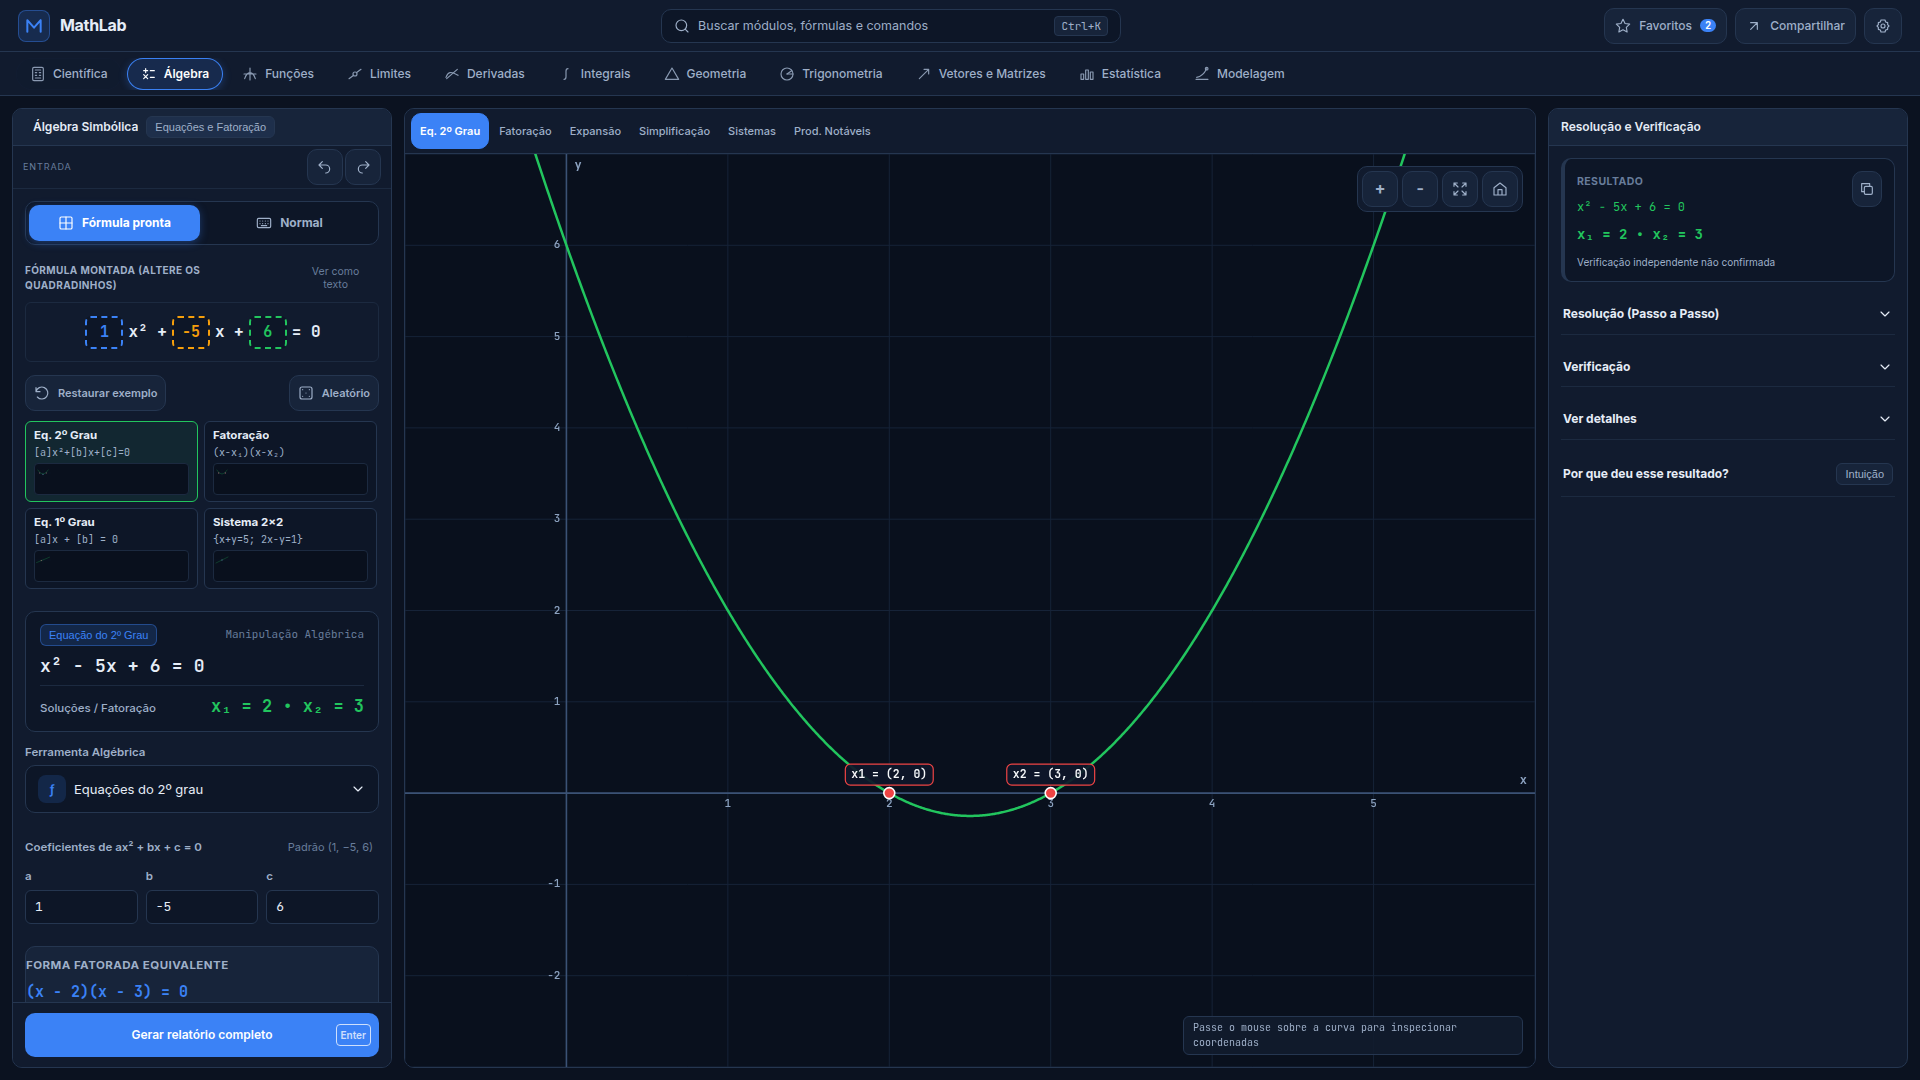 MathLab
Buscar módulos, fórmulas e comandos
Ctrl+K
Favoritos 2
Compartilhar
Científica
Álgebra
Funções
Limites
Derivadas
Integrais
Geometria
Trigonometria
Vetores e Matrizes
Estatística
Modelagem
Álgebra Simbólica
Equações e Fatoração
ENTRADA
Fórmula pronta
Normal
FÓRMULA MONTADA (ALTERE OS QUADRADINHOS)
Ver como texto
1 x² + -5 x + 6 = 0
Restaurar exemplo
Aleatório
Eq. 2º Grau
[a]x²+[b]x+[c]=0
Fatoração
(x-x₁)(x-x₂)
Eq. 1º Grau
[a]x + [b] = 0
Sistema 2×2
{x+y=5; 2x-y=1}
Equação do 2º Grau
Manipulação Algébrica
x² - 5x + 6 = 0
Soluções / Fatoração
x₁ = 2 • x₂ = 3
Ferramenta Algébrica
ƒ Equações do 2º grau
Coeficientes de ax² + bx + c = 0
Padrão (1, −5, 6)
a
b
c
1
-5
6
FORMA FATORADA EQUIVALENTE
(x - 2)(x - 3) = 0
Gerar relatório completo
Enter
Eq. 2º Grau
Fatoração
Expansão
Simplificação
Sistemas
Prod. Notáveis
y
+
-
6
5
4
3
2
1
x1 = (2, 0)
x2 = (3, 0)
x
1
2
3
4
5
-1
-2
Passe o mouse sobre a curva para inspecionar
coordenadas
Resolução e Verificação
RESULTADO
x² - 5x + 6 = 0
x₁ = 2 • x₂ = 3
Verificação independente não confirmada
Resolução (Passo a Passo)
Verificação
Ver detalhes
Por que deu esse resultado?
Intuição